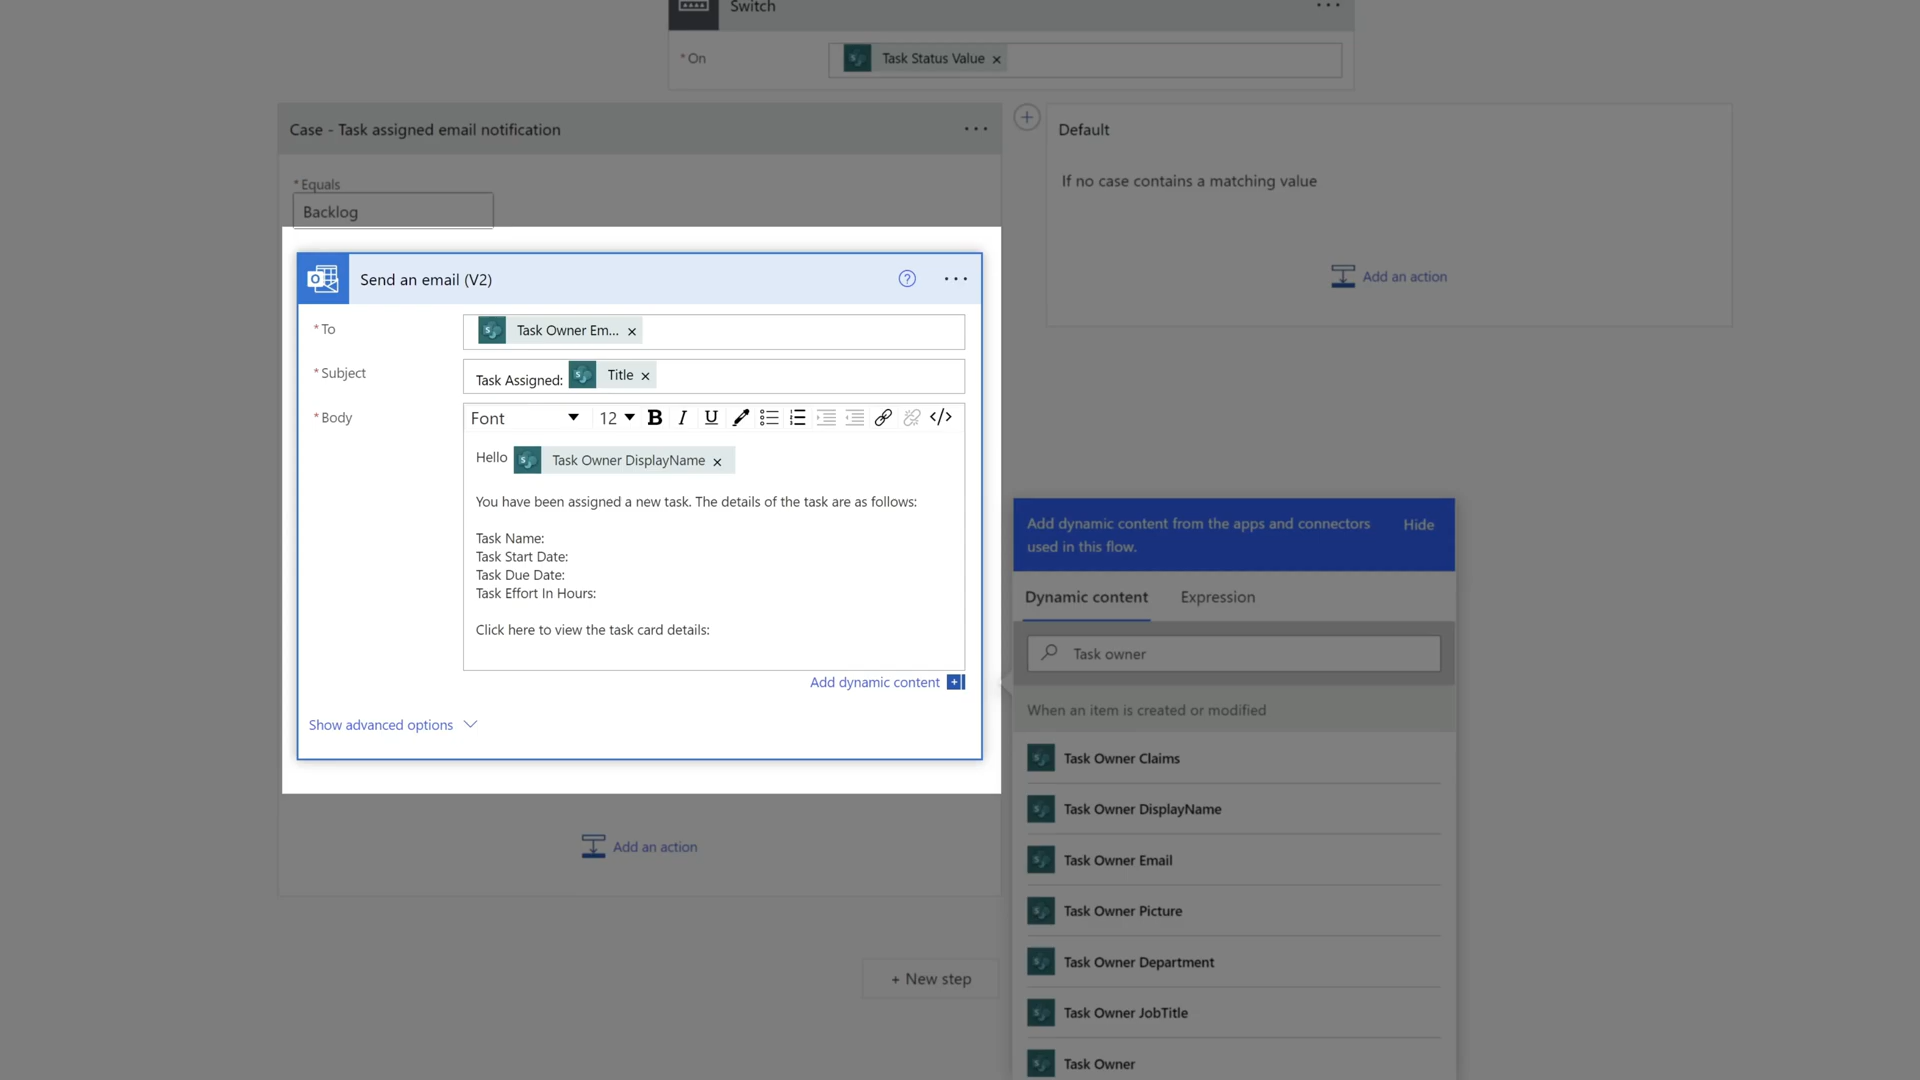 Switch
* On
Task Status Value ×
Case - Task assigned email notification
* Equals
Backlog
Default
If no case contains a matching value
Add an action
Send an email (V2)
* To
Task Owner Em... ×
* Subject
Task Assigned: Title ×
* Body
Font 12 B I U </>
Hello Task Owner DisplayName ×
You have been assigned a new task. The details of the task are as follows:
Task Name:
Task Start Date:
Task Due Date:
Task Effort In Hours:
Click here to view the task card details:
Add dynamic content
Show advanced options
Add an action
+ New step
Add dynamic content from the apps and connectors
used in this flow.
Hide
Dynamic content Expression
Task owner
When an item is created or modified
Task Owner Claims
Task Owner DisplayName
Task Owner Email
Task Owner Picture
Task Owner Department
Task Owner JobTitle
Task Owner